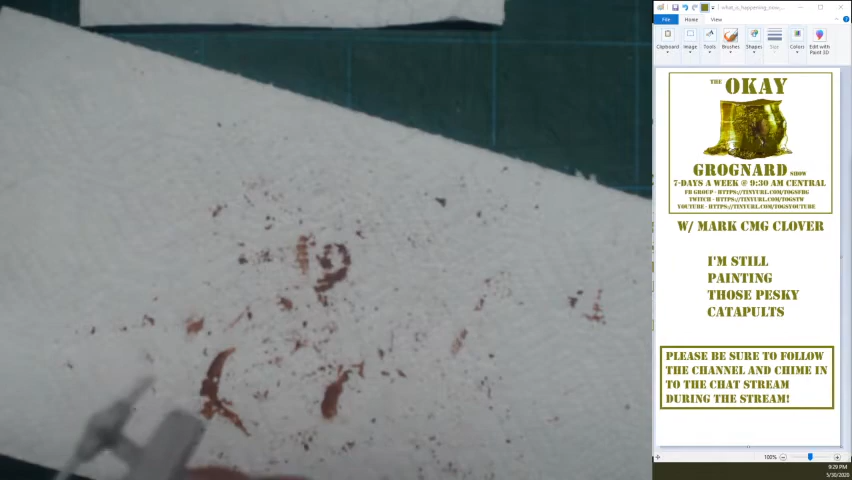 what_is_happening_now_...
File
Home
View
Clipboard
Image
Tools
Brushes
Shapes
Size
Colors
Edit with
Paint 3D
THE OKAY
GROGNARD SHOW
7-DAYS A WEEK @ 9:30 AM CENTRAL
FB GROUP - HTTPS://TINYURL.COM/TOGSFBG
TWITCH - HTTPS://TINYURL.COM/TOGSTW
YOUTUBE - HTTPS://TINYURL.COM/TOGSYOUTUBE
W/ MARK CMG CLOVER
I'M STILL
PAINTING
THOSE PESKY
CATAPULTS
PLEASE BE SURE TO FOLLOW
THE CHANNEL AND CHIME IN
TO THE CHAT STREAM
DURING THE STREAM!
100%
9:29 PM
5/30/2020